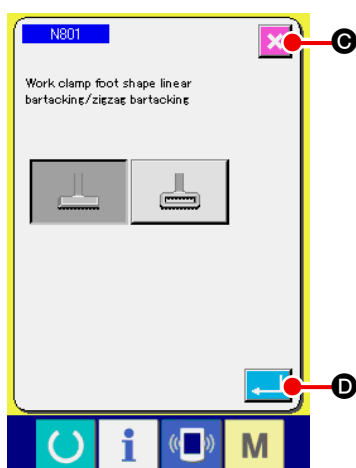 N801
C
Work clamp foot shape linear
bartacking/zigzag bartacking
D
i
M